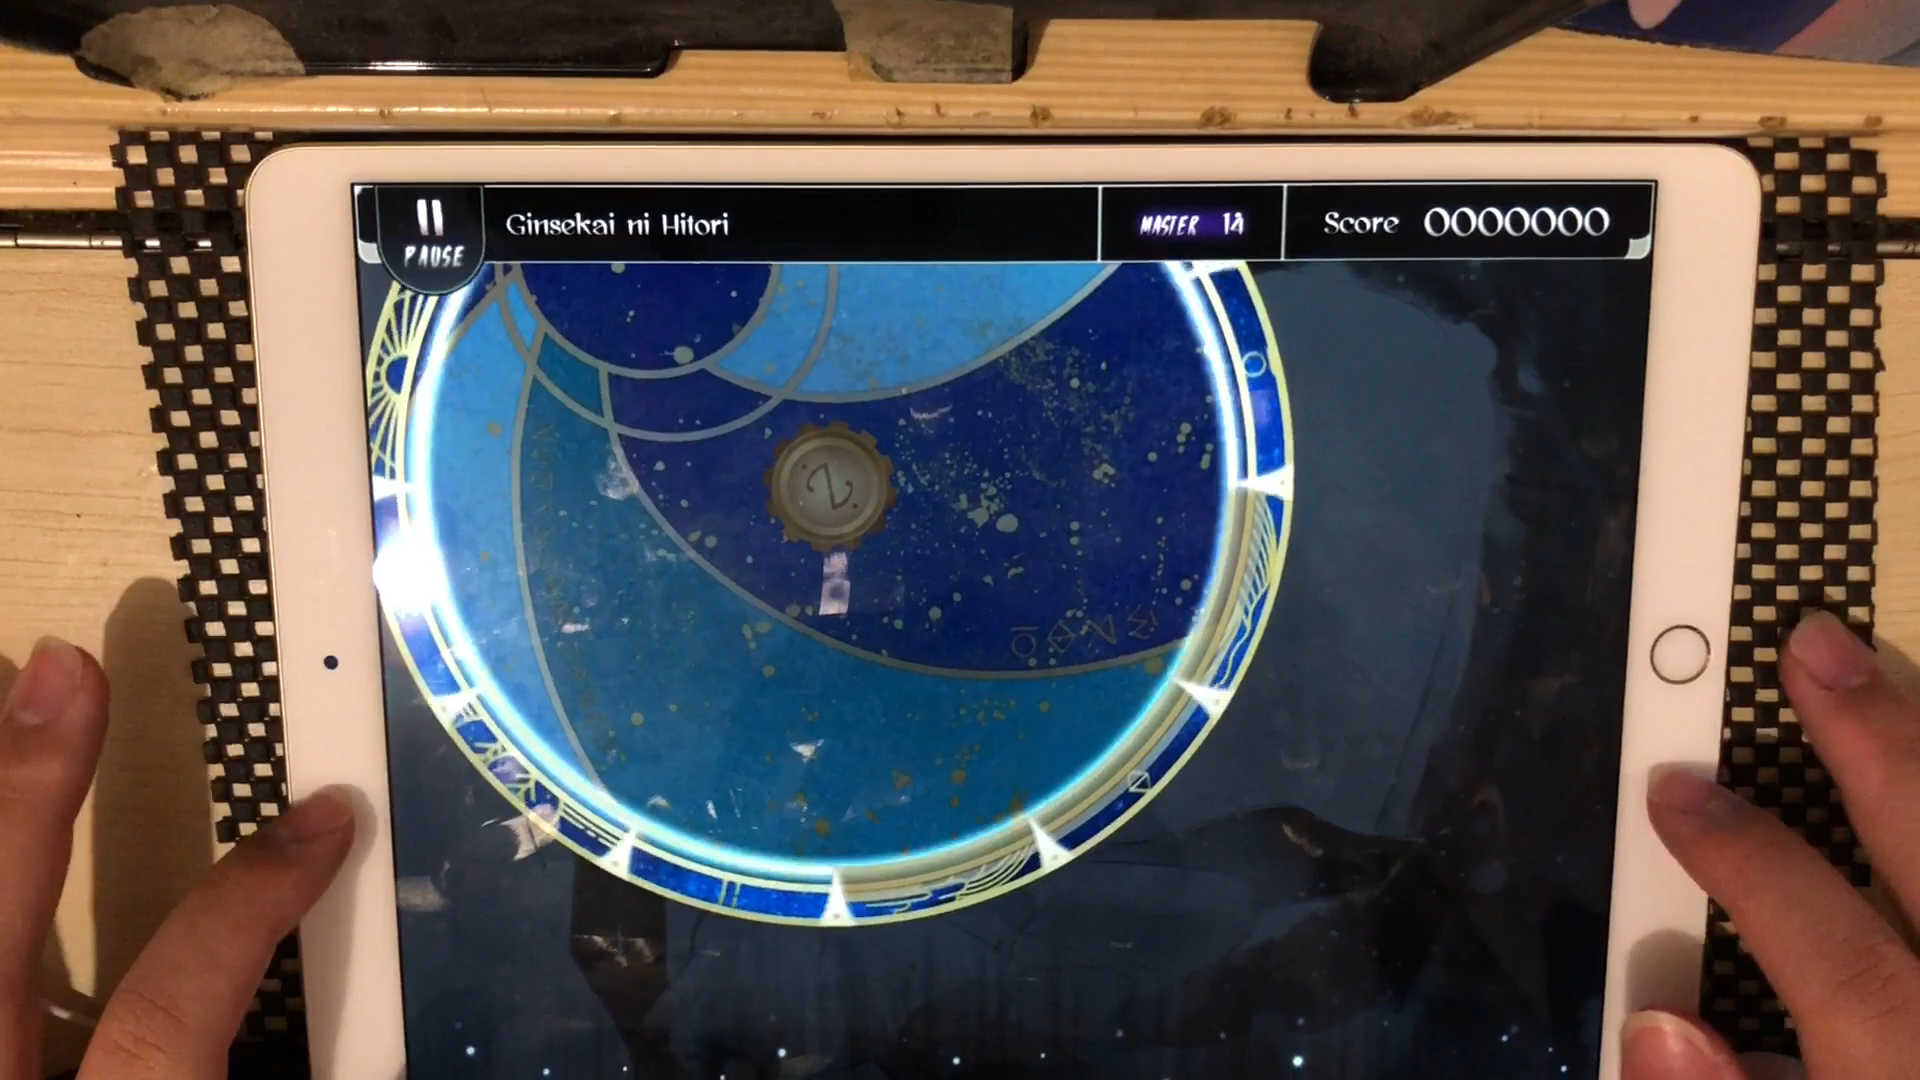 PAUSE
Ginsekai ni Hitori
MASTER 14
Score 0000000